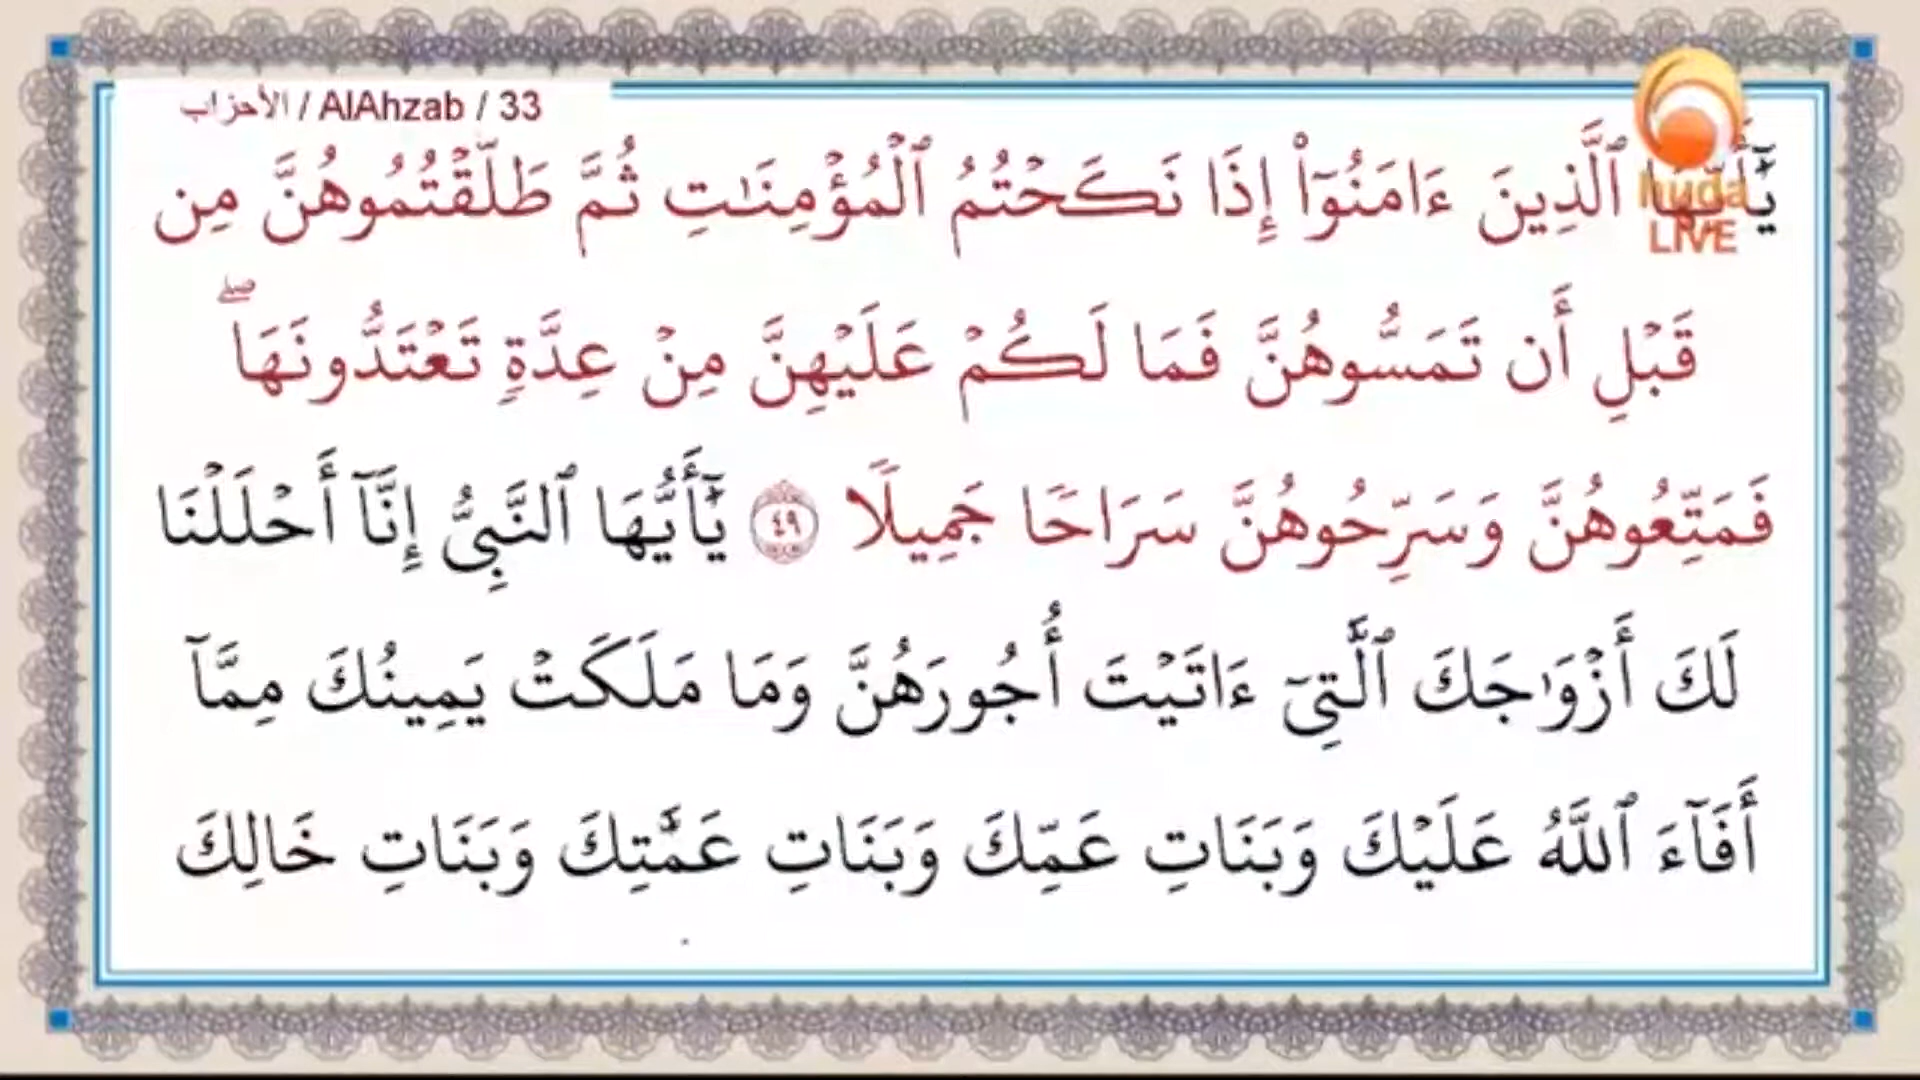 الأحزاب / AlAhzab / 33
huda
LIVE
يَٰٓأَيُّهَا ٱلَّذِينَ ءَامَنُوٓاْ إِذَا نَكَحۡتُمُ ٱلۡمُؤۡمِنَٰتِ ثُمَّ طَلَّقۡتُمُوهُنَّ مِن
قَبۡلِ أَن تَمَسُّوهُنَّ فَمَا لَكُمۡ عَلَيۡهِنَّ مِنۡ عِدَّةٖ تَعۡتَدُّونَهَاۖ
فَمَتِّعُوهُنَّ وَسَرِّحُوهُنَّ سَرَاحٗا جَمِيلٗا ٤٩ يَٰٓأَيُّهَا ٱلنَّبِيُّ إِنَّآ أَحۡلَلۡنَا
لَكَ أَزۡوَٰجَكَ ٱلَّٰتِيٓ ءَاتَيۡتَ أُجُورَهُنَّ وَمَا مَلَكَتۡ يَمِينُكَ مِمَّآ
أَفَآءَ ٱللَّهُ عَلَيۡكَ وَبَنَاتِ عَمِّكَ وَبَنَاتِ عَمَّٰتِكَ وَبَنَاتِ خَالِكَ